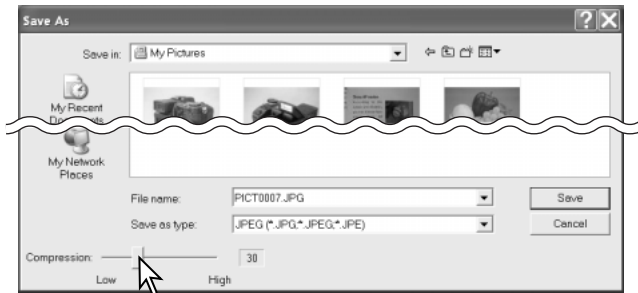 Save As
Save in: My Pictures
My Recent
Documents
My Network
Places
File name: PICT0007.JPG Save
Save as type: JPEG (*.JPG;*.JPEG;*.JPE) Cancel
Compression: 30
Low High